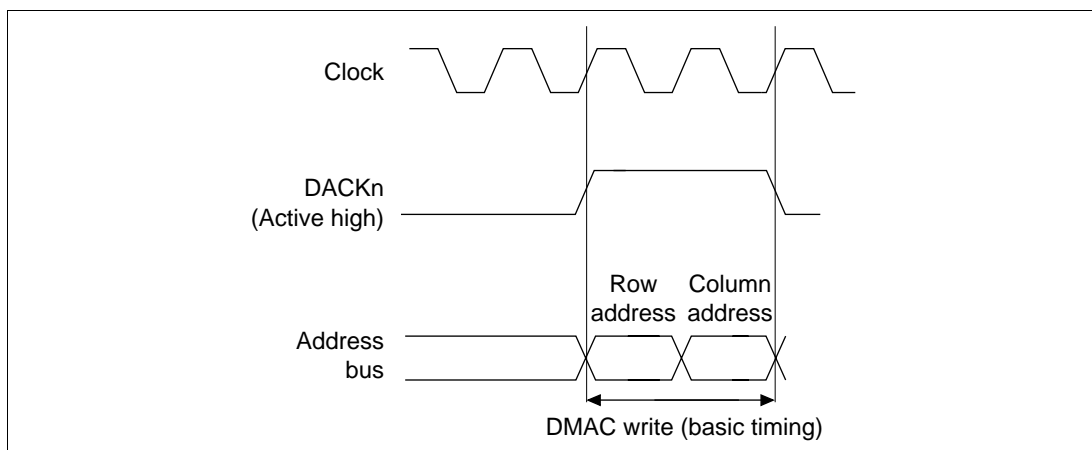 Clock
DACKn
(Active high)
Row
address
Column
address
Address
bus
DMAC write (basic timing)